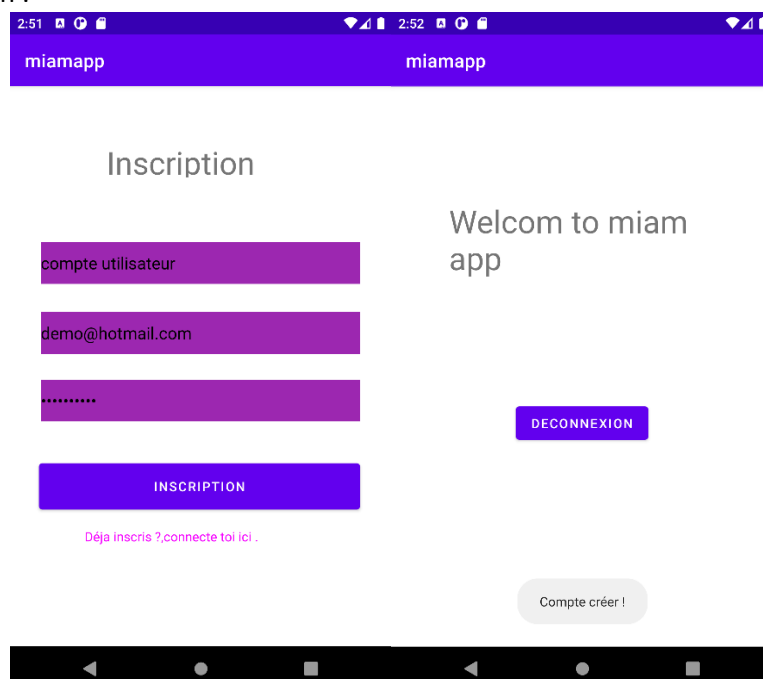 2:51
miamapp
Inscription
compte utilisateur
demo@hotmail.com
••••••••••
INSCRIPTION
Déja inscris ?,connecte toi ici .
2:52
miamapp
Welcom to miam
app
DECONNEXION
Compte créer !